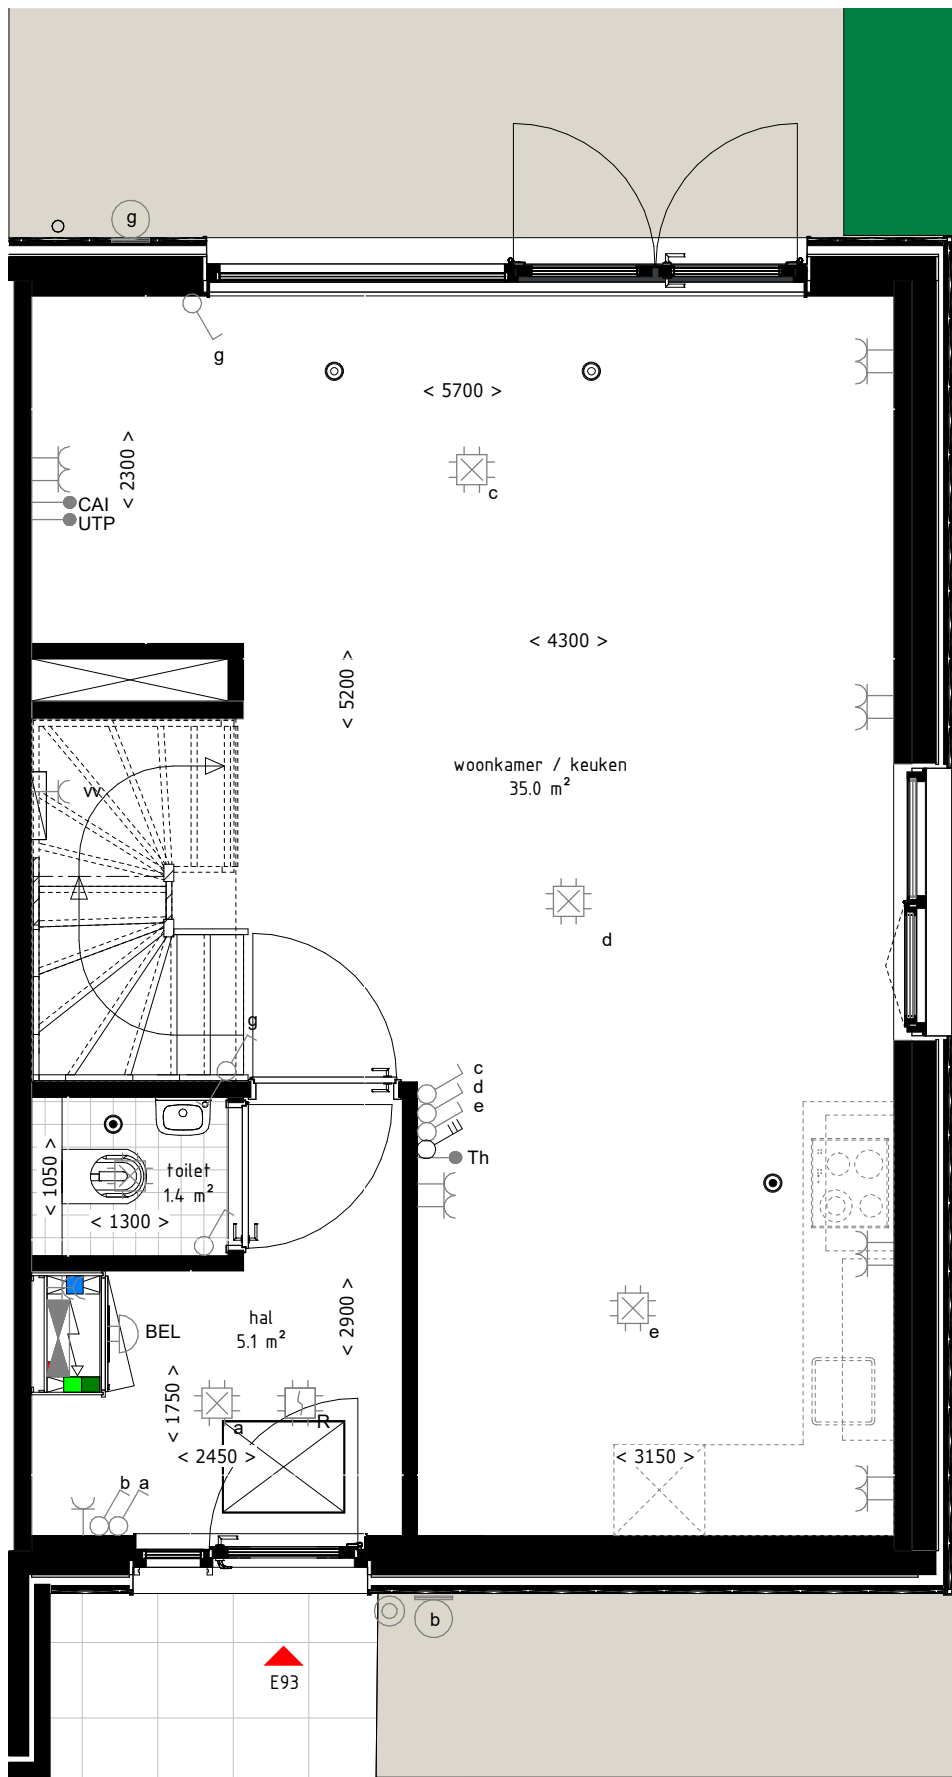 g
g
< 5700 >
< 2300 >
c
CAI
UTP
< 4300 >
< 5200 >
woonkamer / keuken
35.0 m²
vv
d
g
c
d
e
E
Th
< 1050 >
toilet
1.4 m²
< 1300 >
BEL
hal
5.1 m²
< 2900 >
e
< 1750 >
a
R
< 2450 >
< 3150 >
b a
b
E93